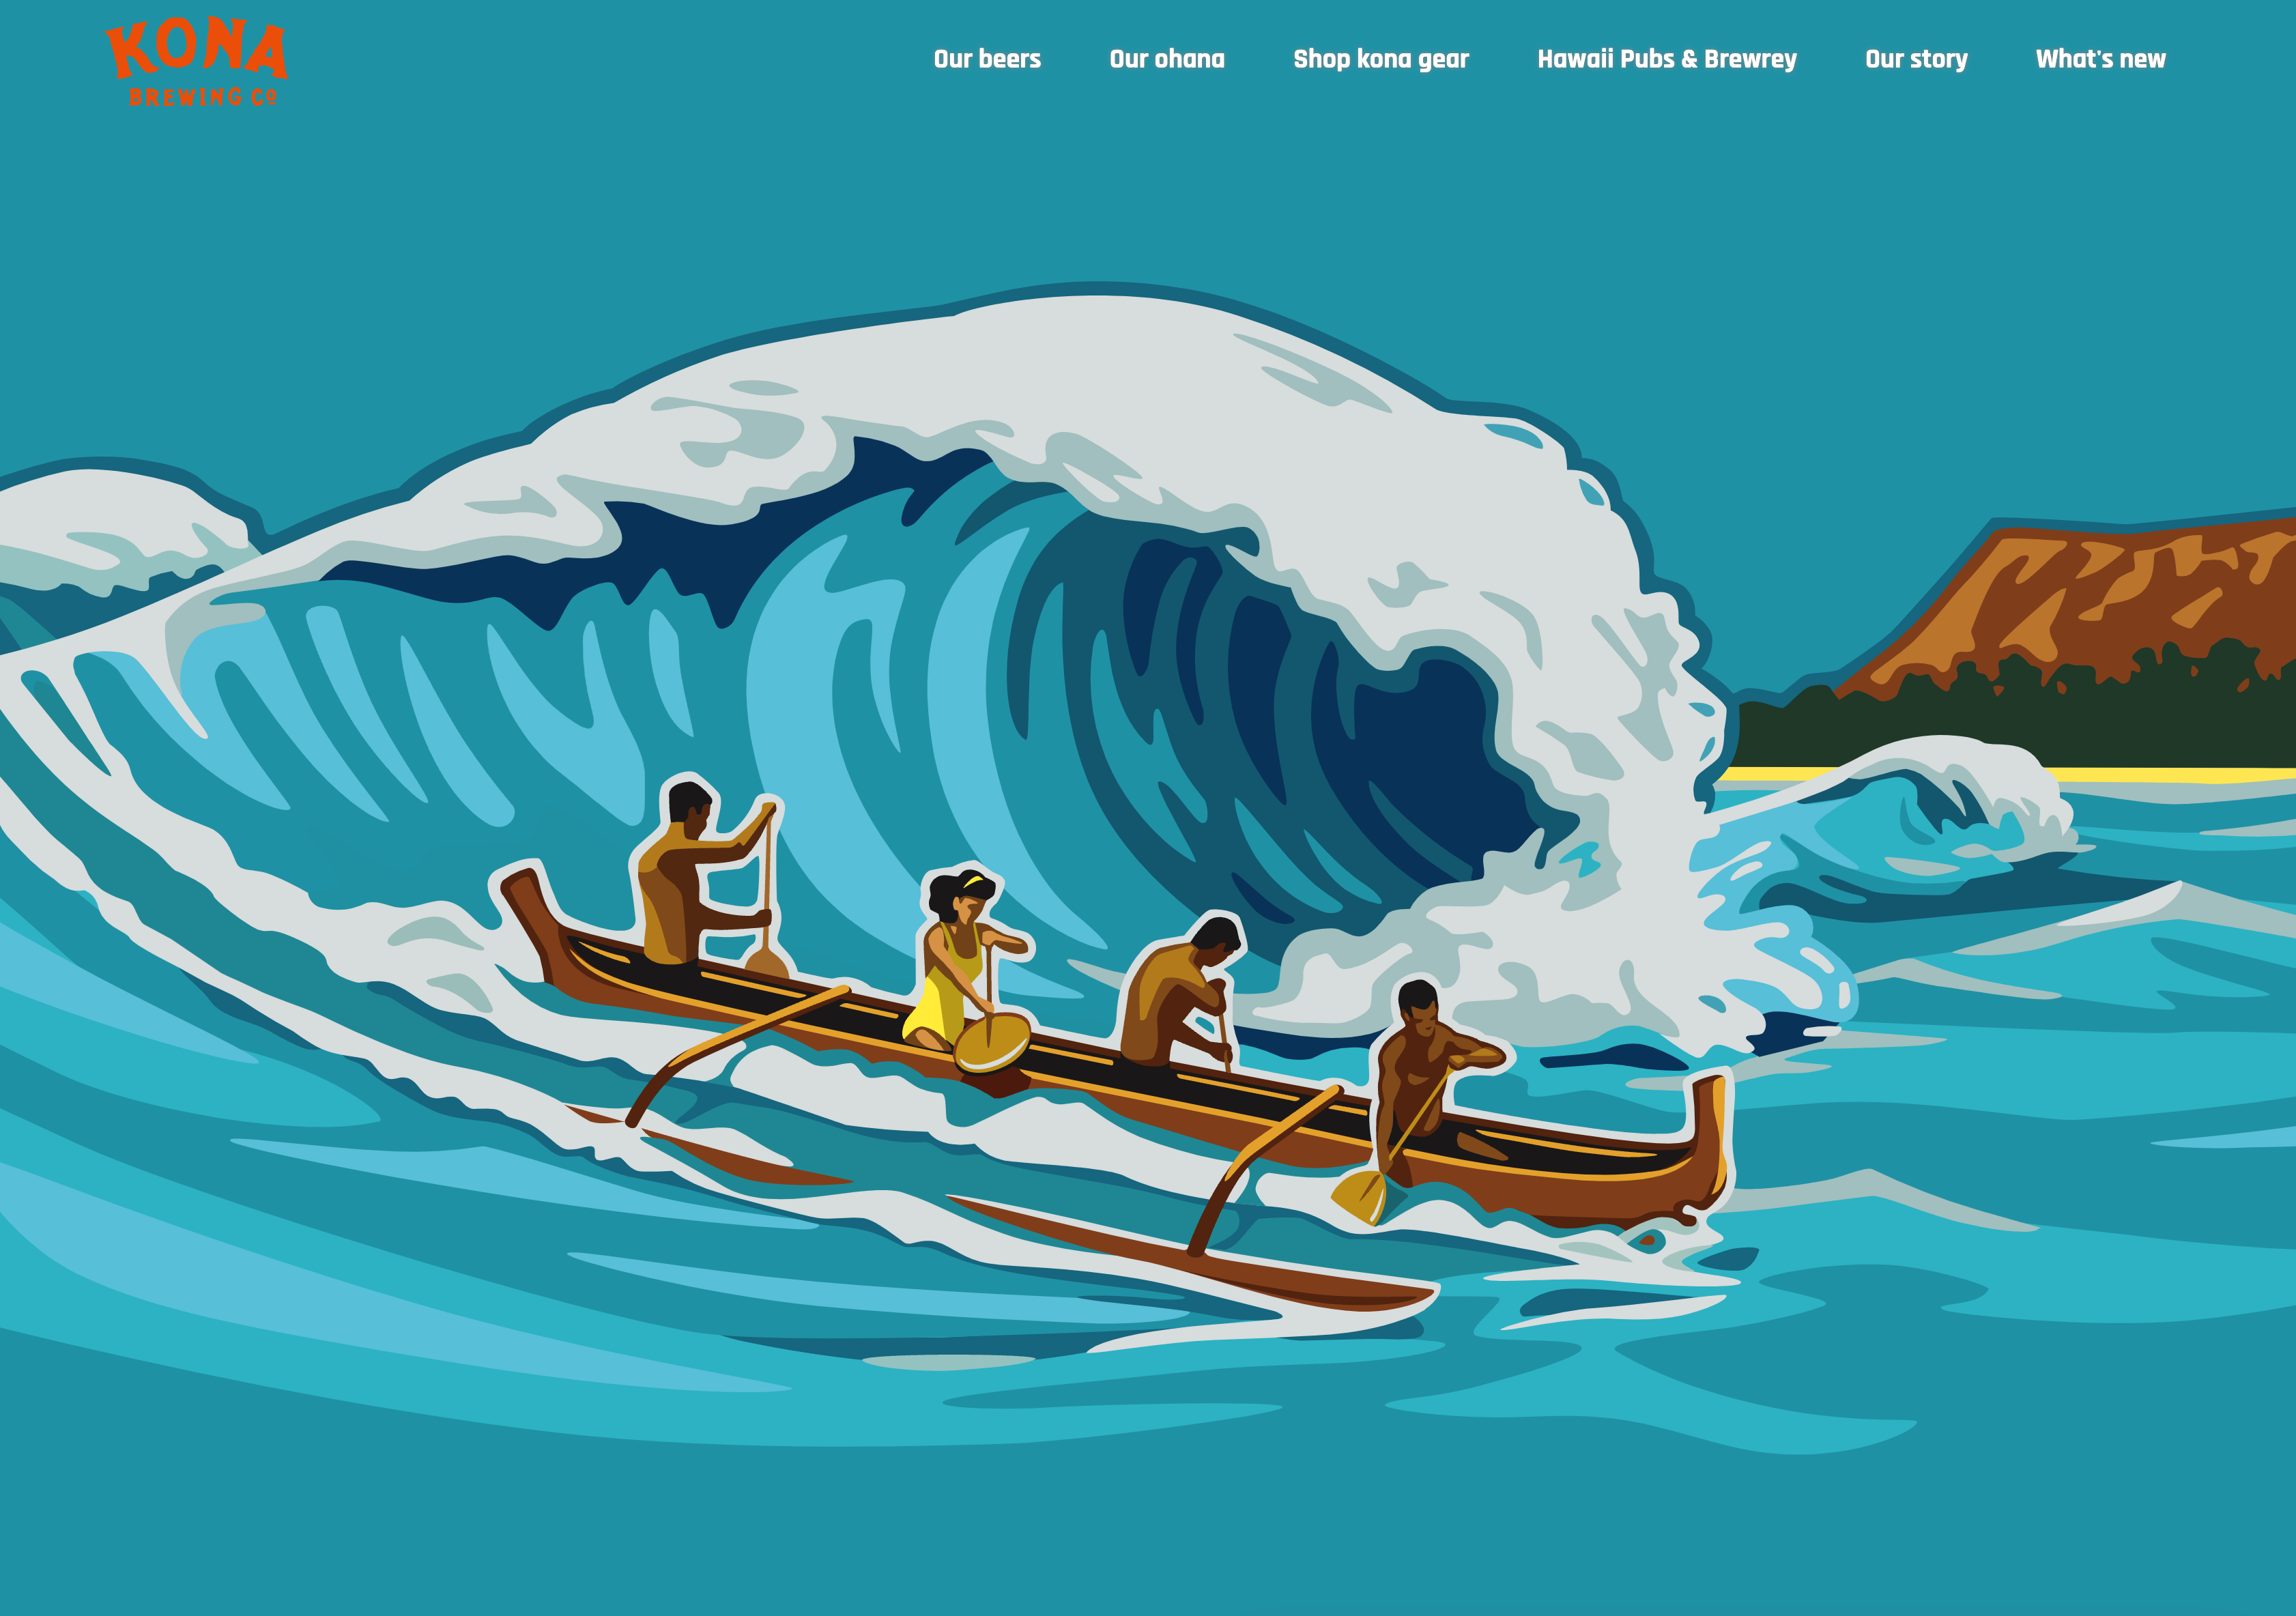 KONA
BREWING CO
Our beers Our ohana Shop kona gear Hawaii Pubs & Brewrey Our story What's new